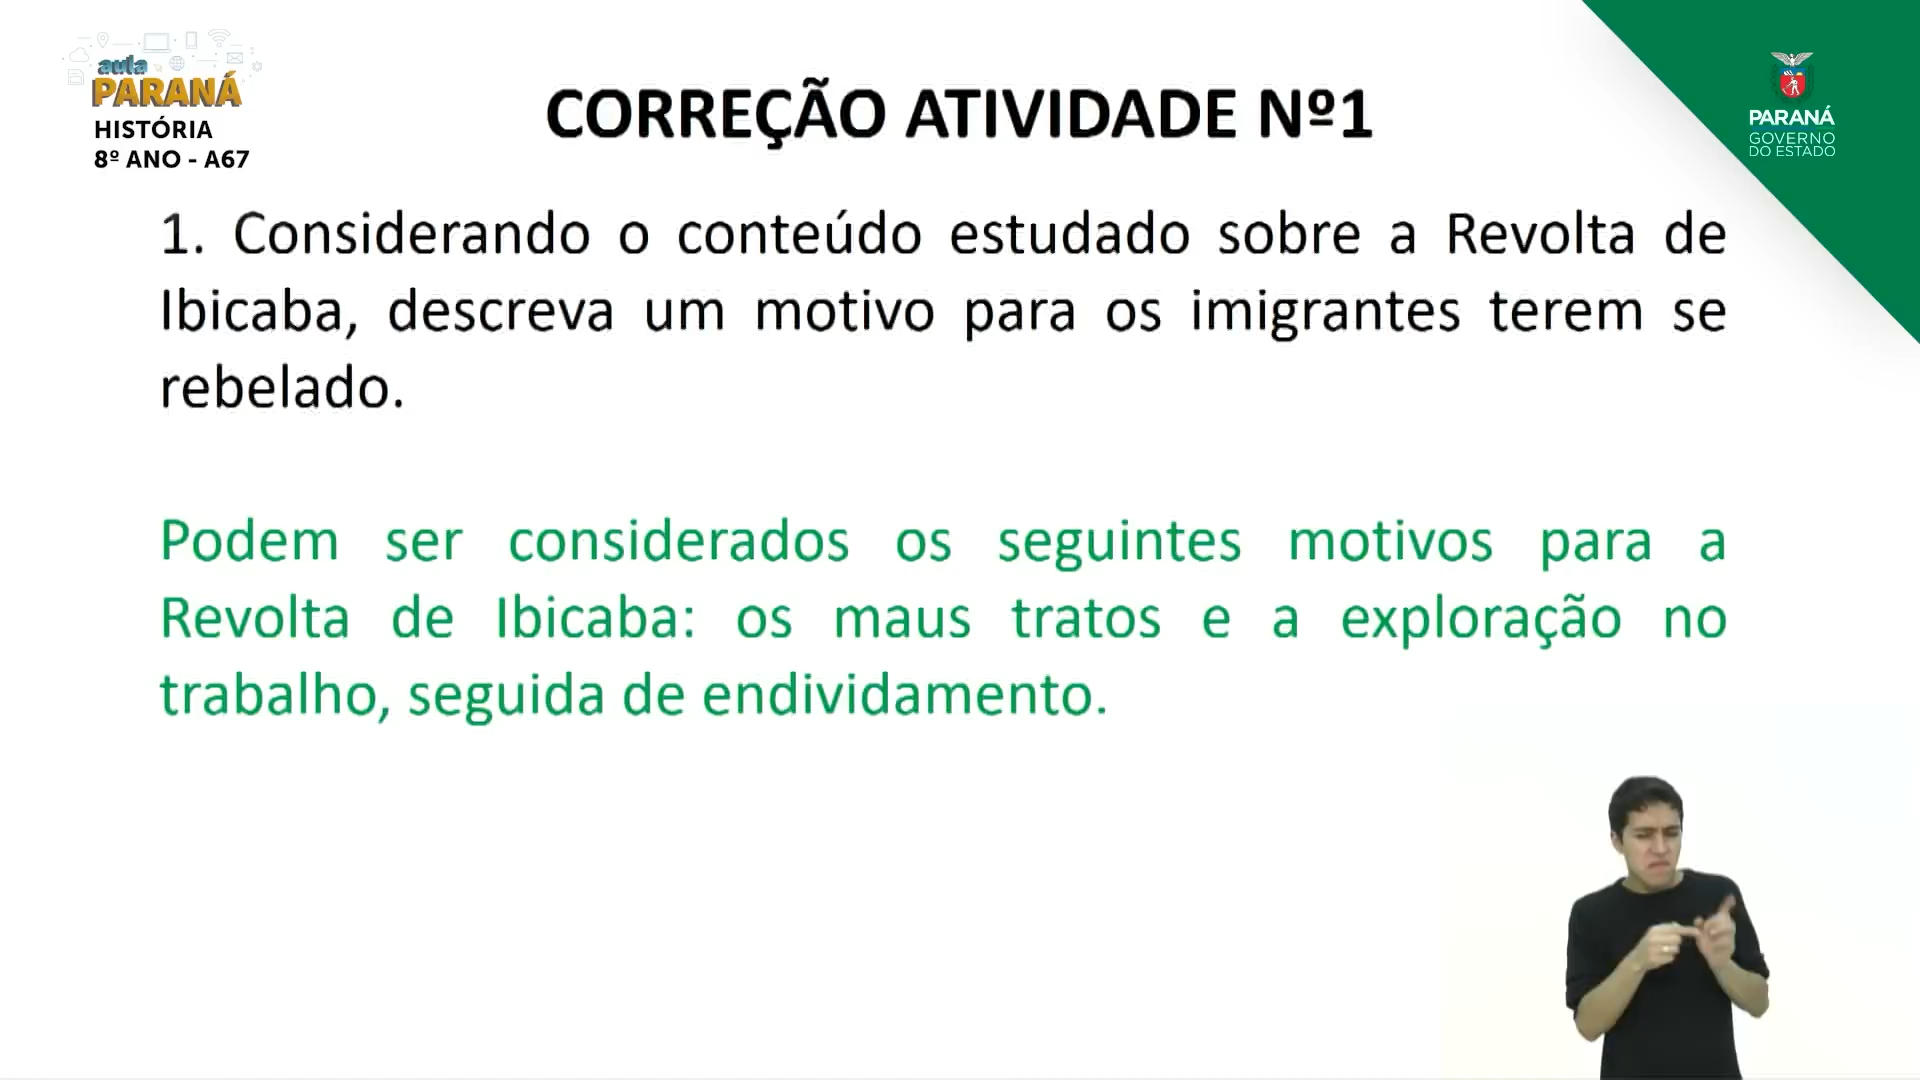 aula
PARANÁ
HISTÓRIA
8º ANO - A67
CORREÇÃO ATIVIDADE Nº1
PARANÁ
GOVERNO
DO ESTADO
1. Considerando o conteúdo estudado sobre a Revolta de
Ibicaba, descreva um motivo para os imigrantes terem se
rebelado.
Podem ser considerados os seguintes motivos para a
Revolta de Ibicaba: os maus tratos e a exploração no
trabalho, seguida de endividamento.